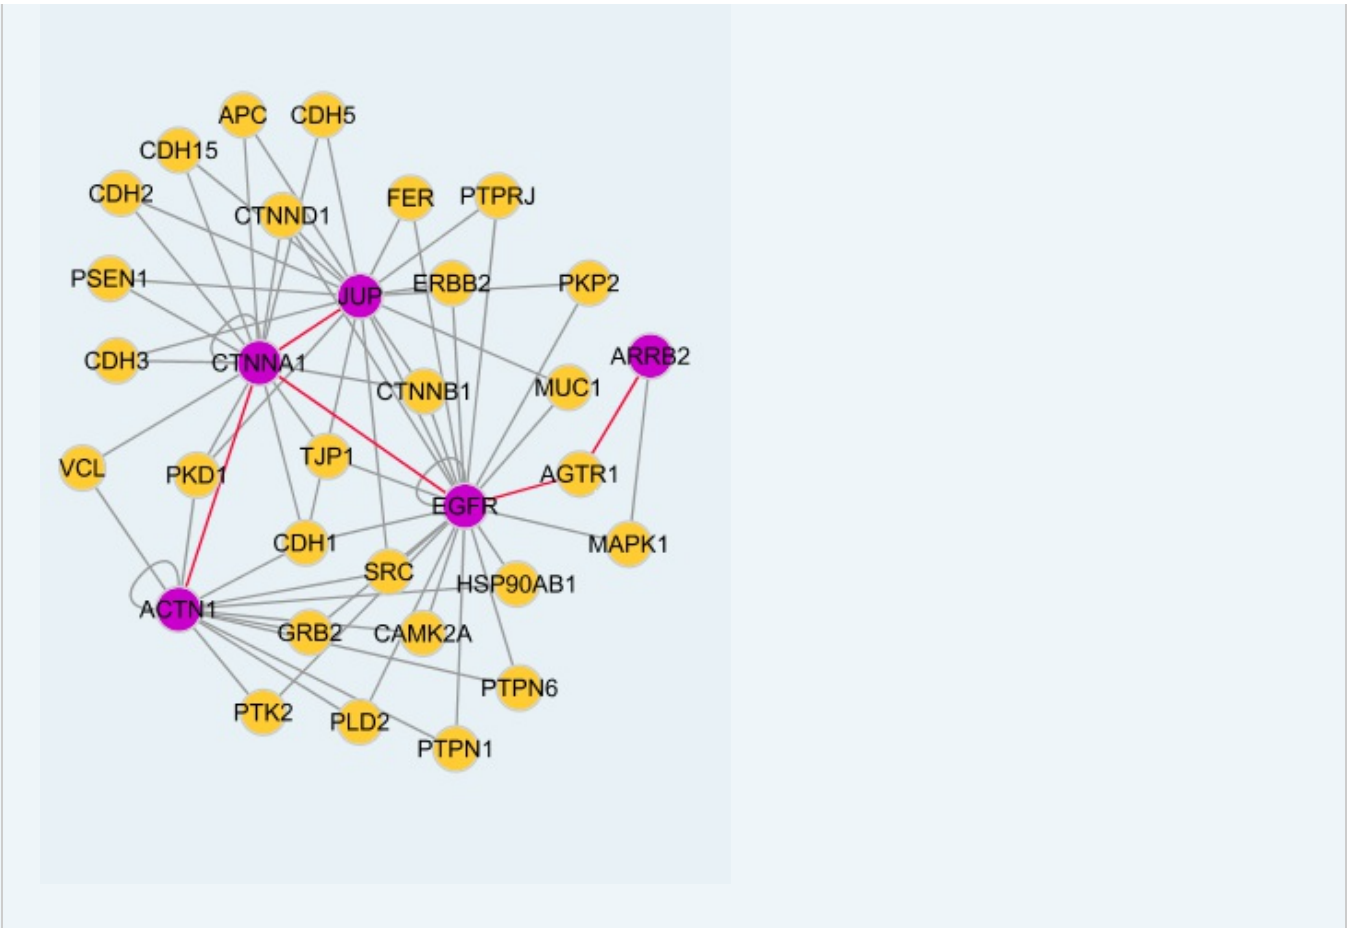 APC
CDH5
CDH15
CDH2
CTNND1
FER
PTPRJ
PSEN1
JUP
ERBB2
PKP2
CDH3
CTNNA1
ARRB2
CTNNB1
MUC1
VCL
PKD1
TJP1
AGTR1
EGFR
CDH1
MAPK1
SRC
HSP90AB1
ACTN1
GRB2
CAMK2A
PTPN6
PTK2
PLD2
PTPN1